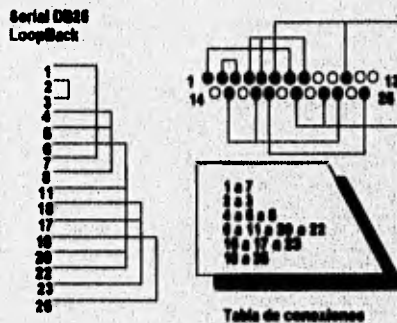 Serial DB25
LoopBack
1
2
3
4
5
6
7
8
11
15
17
18
20
22
23
25
1 13
14 25
1 a 7
2 a 3
4 a 5 a 8
6 a 11 a 20 a 22
15 a 17 a 23
18 a 25
Tabla de conexiones